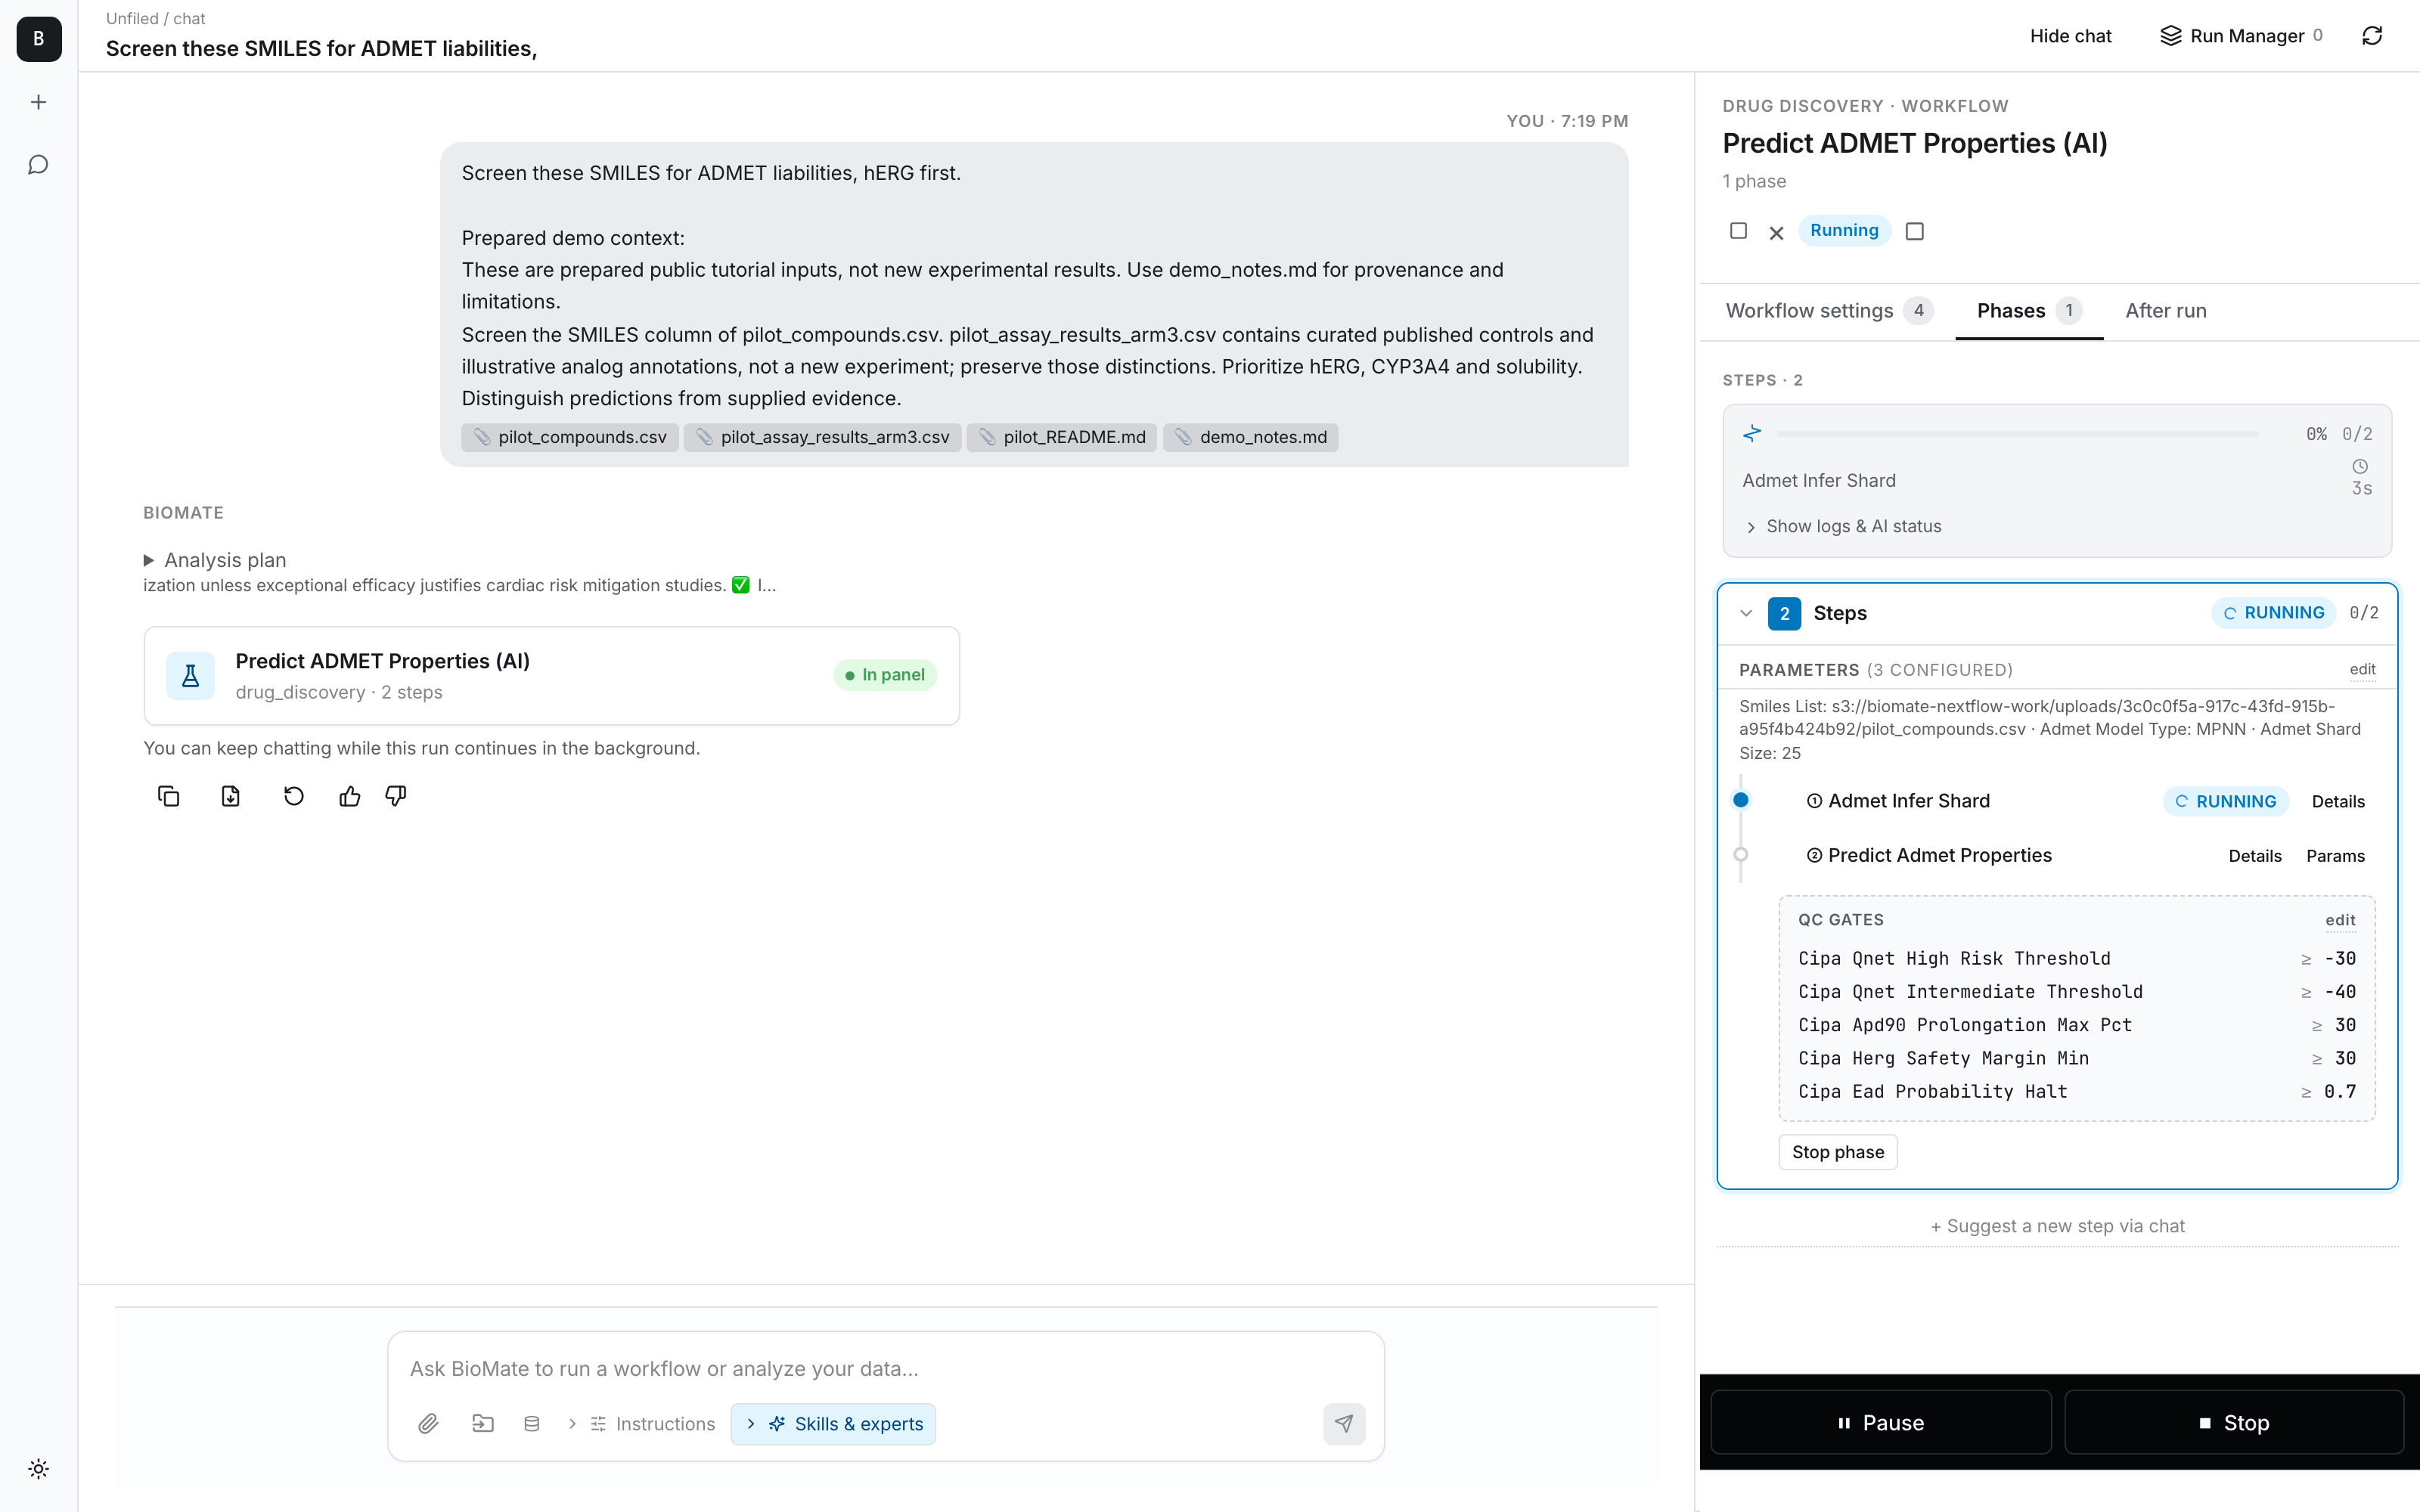 B
Unfiled / chat
Screen these SMILES for ADMET liabilities,
Hide chat
Run Manager 0
YOU · 7:19 PM
Screen these SMILES for ADMET liabilities, hERG first.
Prepared demo context:
These are prepared public tutorial inputs, not new experimental results. Use demo_notes.md for provenance and
limitations.
Screen the SMILES column of pilot_compounds.csv. pilot_assay_results_arm3.csv contains curated published controls and
illustrative analog annotations, not a new experiment; preserve those distinctions. Prioritize hERG, CYP3A4 and solubility.
Distinguish predictions from supplied evidence.
pilot_compounds.csv pilot_assay_results_arm3.csv pilot_README.md demo_notes.md
BIOMATE
Analysis plan
ization unless exceptional efficacy justifies cardiac risk mitigation studies. ✅ I...
Predict ADMET Properties (AI)
drug_discovery · 2 steps
In panel
You can keep chatting while this run continues in the background.
Ask BioMate to run a workflow or analyze your data...
Instructions
Skills & experts
DRUG DISCOVERY · WORKFLOW
Predict ADMET Properties (AI)
1 phase
Running
Workflow settings 4
Phases 1
After run
STEPS · 2
0% 0/2
Admet Infer Shard
3s
Show logs & AI status
2 Steps
RUNNING 0/2
PARAMETERS (3 CONFIGURED)
edit
Smiles List: s3://biomate-nextflow-work/uploads/3c0c0f5a-917c-43fd-915b-
a95f4b424b92/pilot_compounds.csv · Admet Model Type: MPNN · Admet Shard
Size: 25
① Admet Infer Shard
RUNNING
Details
② Predict Admet Properties
Details
Params
QC GATES
edit
Cipa Qnet High Risk Threshold ≥ -30
Cipa Qnet Intermediate Threshold ≥ -40
Cipa Apd90 Prolongation Max Pct ≥ 30
Cipa Herg Safety Margin Min ≥ 30
Cipa Ead Probability Halt ≥ 0.7
Stop phase
+ Suggest a new step via chat
Pause
Stop